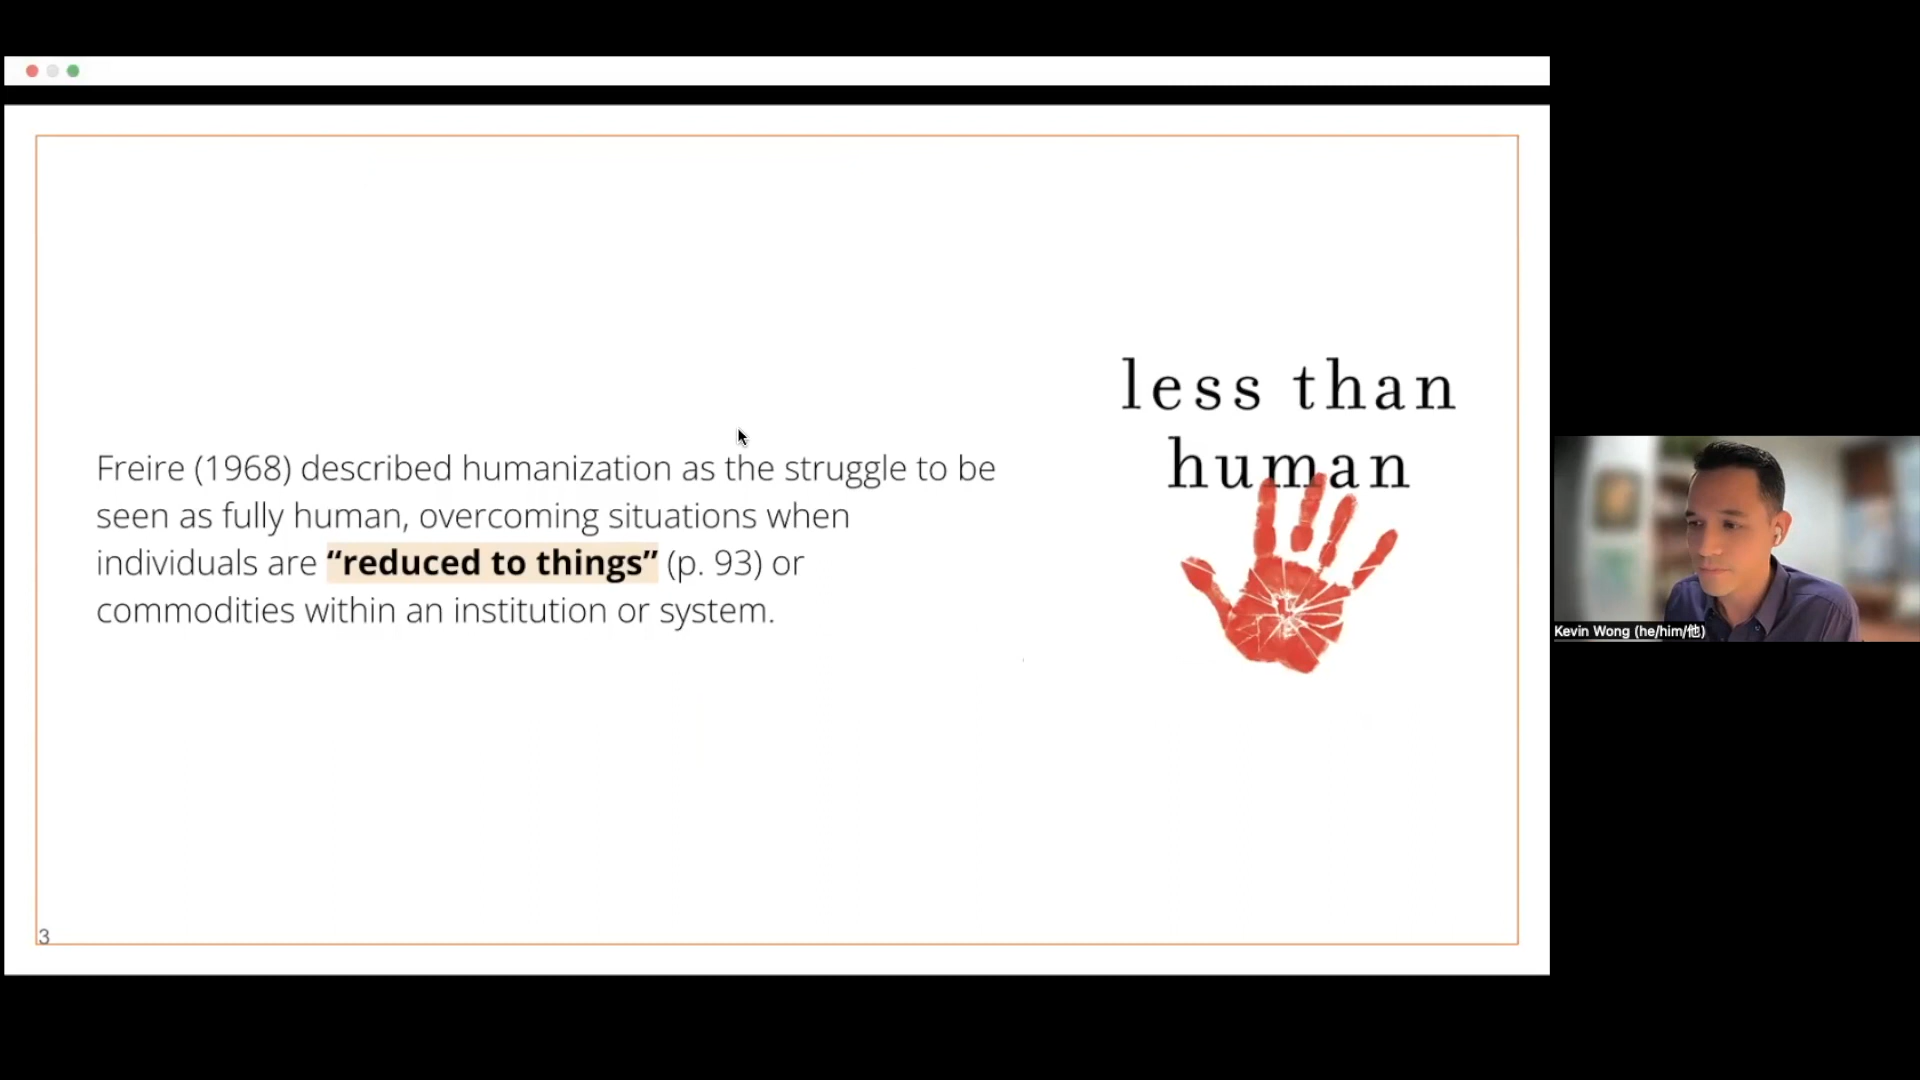 Freire (1968) described humanization as the struggle to be
seen as fully human, overcoming situations when
individuals are “reduced to things” (p. 93) or
commodities within an institution or system.
less than
human
3
Kevin Wong (he/him/他)